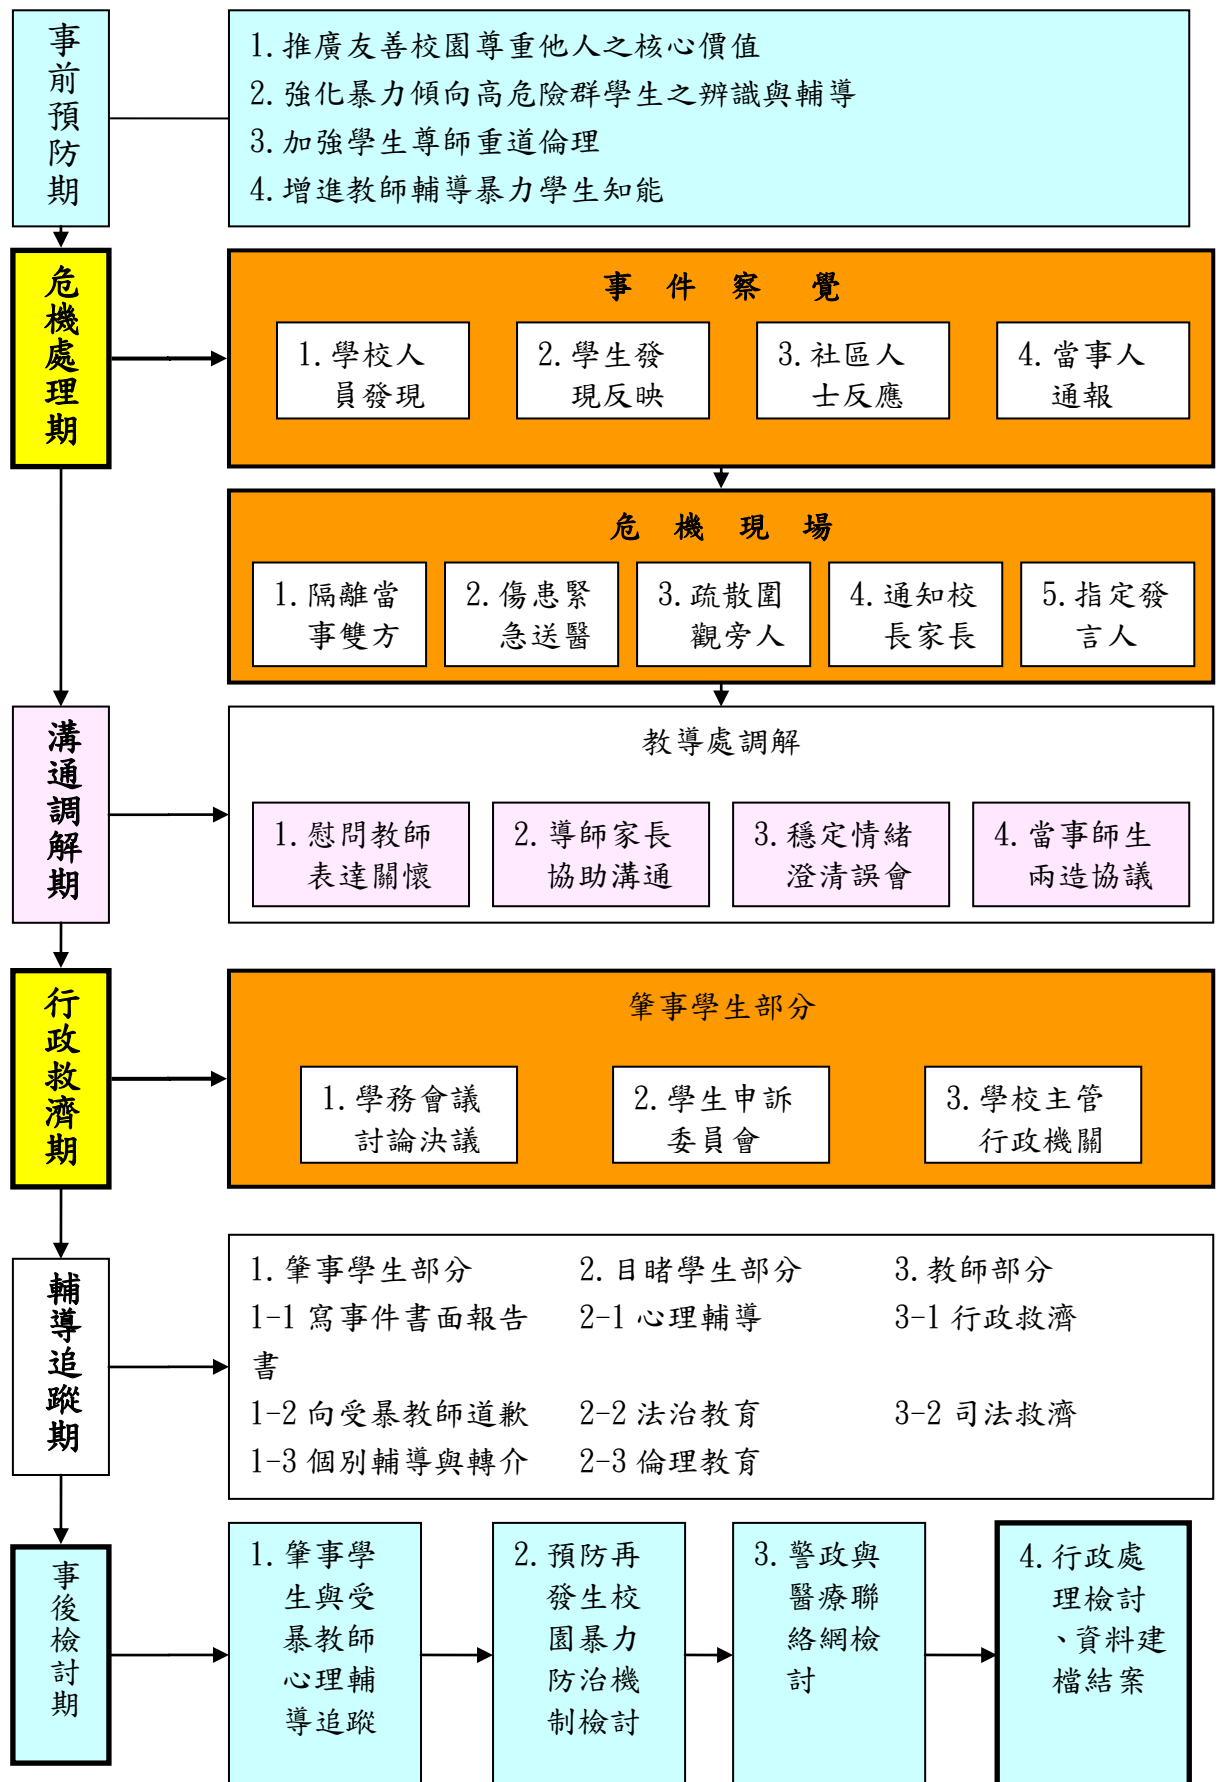 事前預防期
1.推廣友善校園尊重他人之核心價值
2.強化暴力傾向高危險群學生之辨識與輔導
3.加強學生尊師重道倫理
4.增進教師輔導暴力學生知能
危機處理期
事 件 察 覺
1.學校人
員發現
2.學生發
現反映
3.社區人
士反應
4.當事人
通報
危 機 現 場
1.隔離當
事雙方
2.傷患緊
急送醫
3.疏散圍
觀旁人
4.通知校
長家長
5.指定發
言人
溝通調解期
教導處調解
1.慰問教師
表達關懷
2.導師家長
協助溝通
3.穩定情緒
澄清誤會
4.當事師生
兩造協議
行政救濟期
肇事學生部分
1.學務會議
討論決議
2.學生申訴
委員會
3.學校主管
行政機關
輔導追蹤期
1.肇事學生部分 2.目睹學生部分 3.教師部分
1-1 寫事件書面報告 2-1 心理輔導 3-1 行政救濟
書
1-2 向受暴教師道歉 2-2 法治教育 3-2 司法救濟
1-3 個別輔導與轉介 2-3 倫理教育
事後檢討期
1.肇事學
生與受
暴教師
心理輔
導追蹤
2.預防再
發生校
園暴力
防治機
制檢討
3.警政與
醫療聯
絡網檢
討
4.行政處
理檢討
、資料建
檔結案